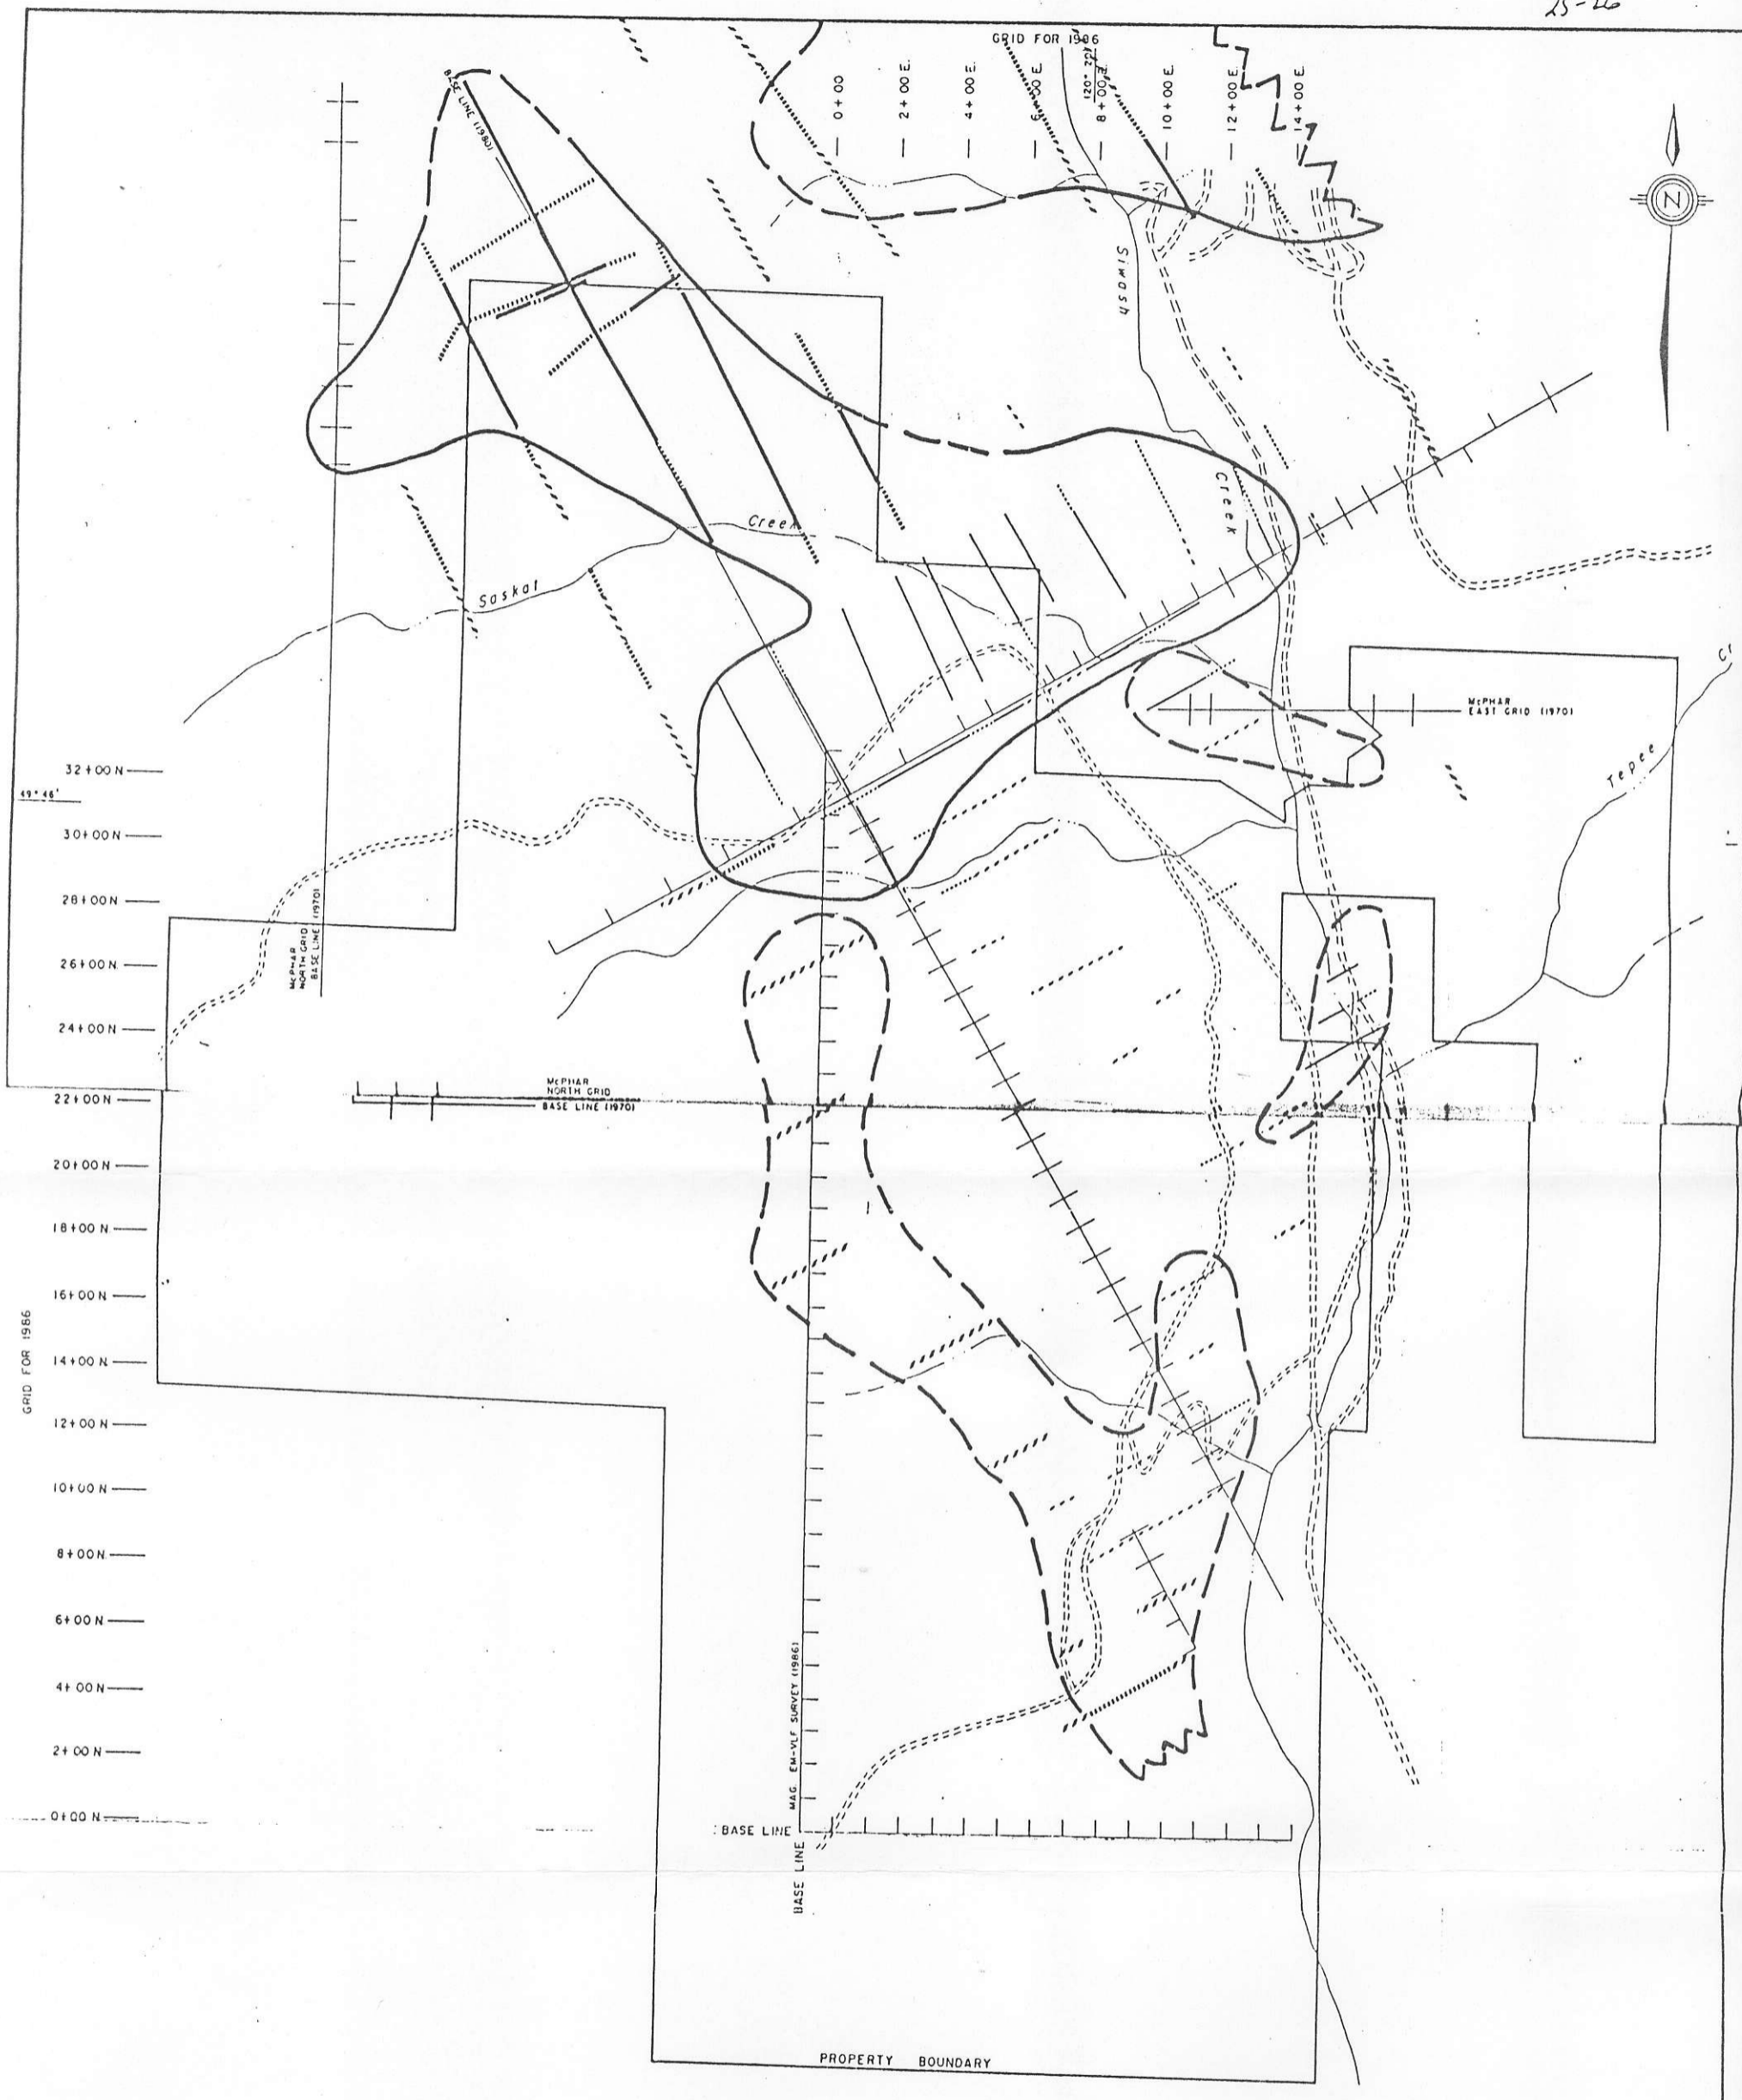 25-26
GRID FOR 1986
0+00
2+00 E.
4+00 E.
6+00 E.
8+00 E.
10+00 E.
12+00 E.
14+00 E.
120° 20'
BASE LINE (1980)
N
Siwash
Creek
Creek
Saskat
McPHAR
EAST GRID (1970)
Tepee
Cr
32+00 N
49° 46'
30+00 N
28+00 N
26+00 N
24+00 N
22+00 N
20+00 N
18+00 N
16+00 N
14+00 N
12+00 N
10+00 N
8+00 N
6+00 N
4+00 N
2+00 N
0+00 N
GRID FOR 1986
McPHAR
NORTH GRID
BASE LINE (1970)
McPHAR
NORTH GRID
BASE LINE (1970)
MAG. EM-VLF SURVEY (1986)
BASE LINE
BASE LINE
PROPERTY BOUNDARY